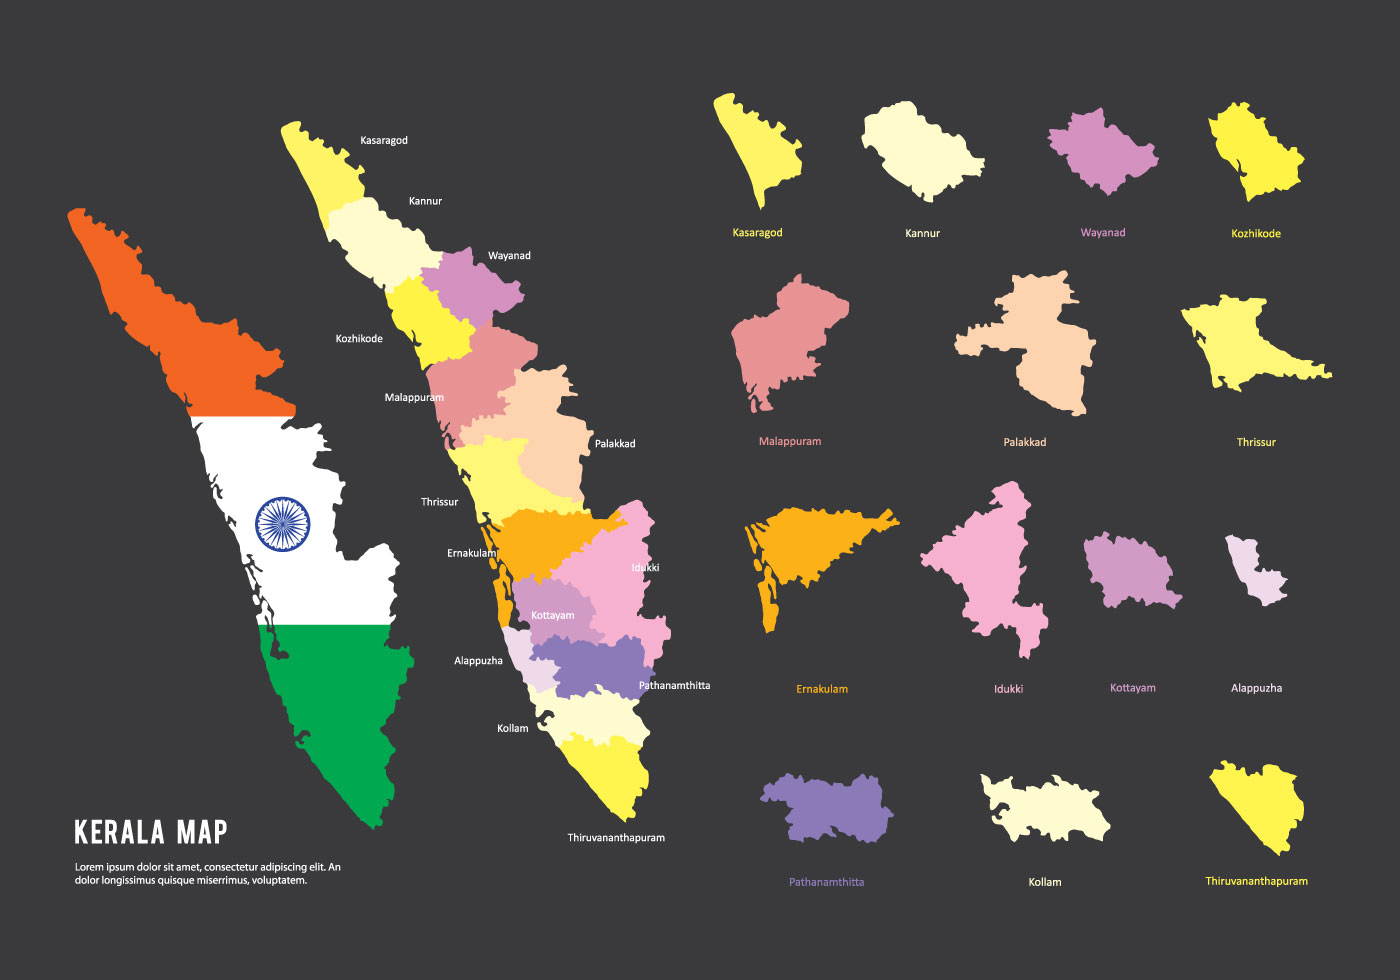 Kasaragod
Kannur
Wayanad
Kozhikode
Malappuram
Palakkad
Thrissur
Ernakulam
Idukki
Kottayam
Alappuzha
Pathanamthitta
Kollam
Thiruvananthapuram
KERALA MAP
Lorem ipsum dolor sit amet, consectetur adipiscing elit. An
dolor longissimus quisque miserrimus, voluptatem.
Kasaragod
Kannur
Wayanad
Kozhikode
Malappuram
Palakkad
Thrissur
Ernakulam
Idukki
Kottayam
Alappuzha
Pathanamthitta
Kollam
Thiruvananthapuram